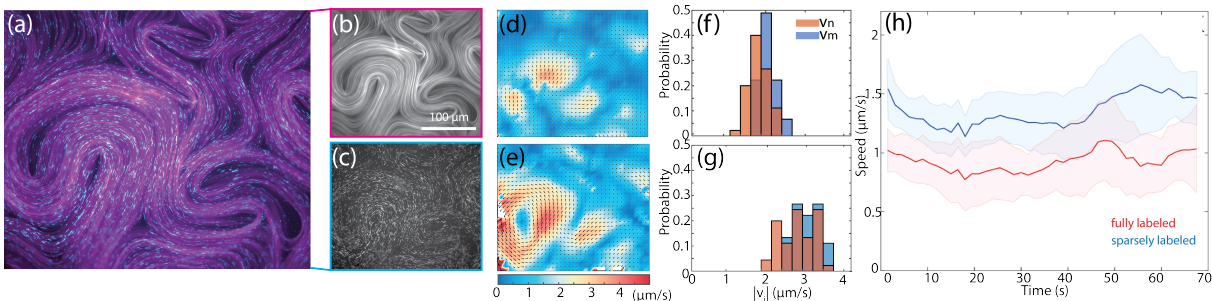 (a)
(b)
100 μm
(c)
(d)
(e)
0 1 2 3 4
(μm/s)
(f)
Vn
Vm
Probability
0.5
0.4
0.3
0.2
0.1
0
(g)
Probability
0.5
0.4
0.3
0.2
0.1
0
0 1 2 3 4
|vᵢ| (μm/s)
(h)
Speed (μm/s)
2
1.5
1
0.5
0
fully labeled
sparsely labeled
0 10 20 30 40 50 60 70
Time (s)